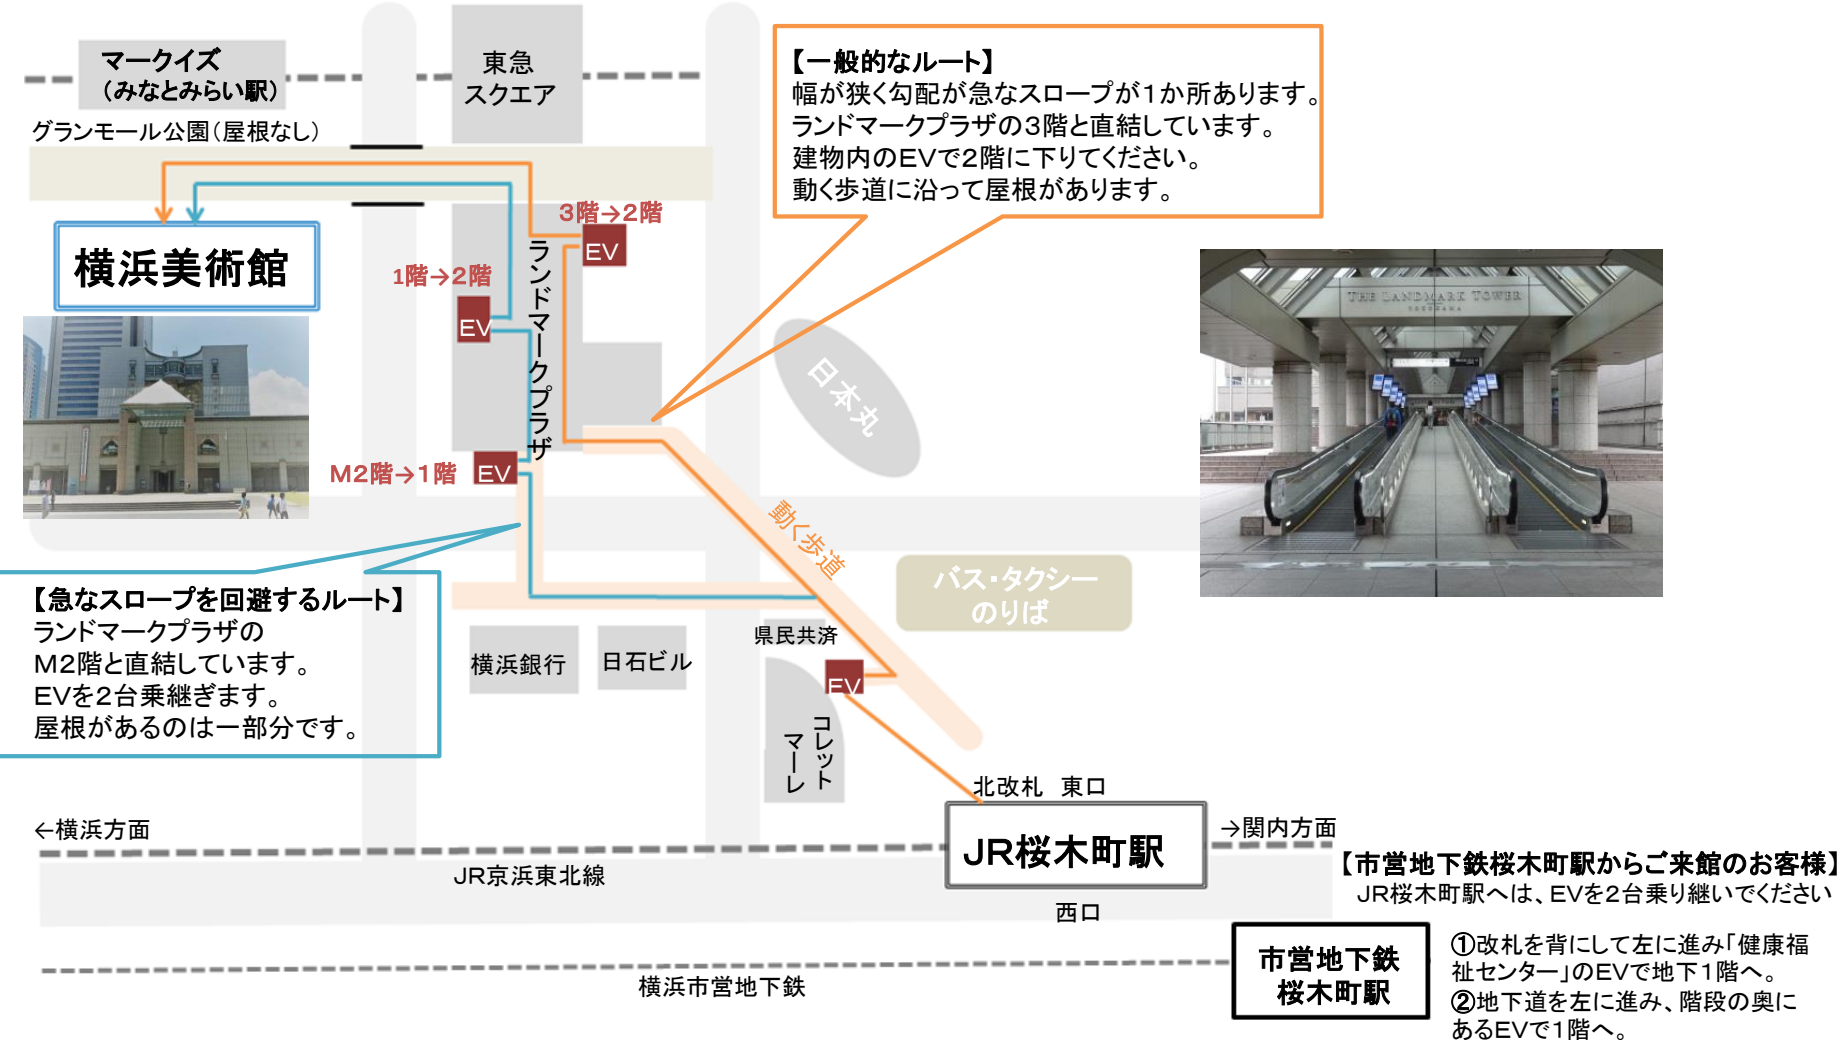 マークイズ
（みなとみらい駅）
東急
スクエア
グランモール公園（屋根なし）
【一般的なルート】
幅が狭く勾配が急なスロープが１か所あります。
ランドマークプラザの３階と直結しています。
建物内のEVで２階に下りてください。
動く歩道に沿って屋根があります。
横浜美術館
３階→２階
EV
1階→２階
EV
ランドマークプラザ
M２階→１階
EV
日本丸
THE LANDMARK TOWER
YOKOHAMA
動く歩道
バス・タクシー
のりば
【急なスロープを回避するルート】
ランドマークプラザの
M２階と直結しています。
EVを２台乗継ぎます。
屋根があるのは一部分です。
横浜銀行
日石ビル
県民共済
EV
コレット
マーレ
北改札　東口
JR桜木町駅
←横浜方面
→関内方面
JR京浜東北線
西口
【市営地下鉄桜木町駅からご来館のお客様】
JR桜木町駅へは、EVを２台乗り継いでください
市営地下鉄
桜木町駅
①改札を背にして左に進み「健康福
祉センター」のEVで地下１階へ。
②地下道を左に進み、階段の奥に
あるEVで１階へ。
横浜市営地下鉄